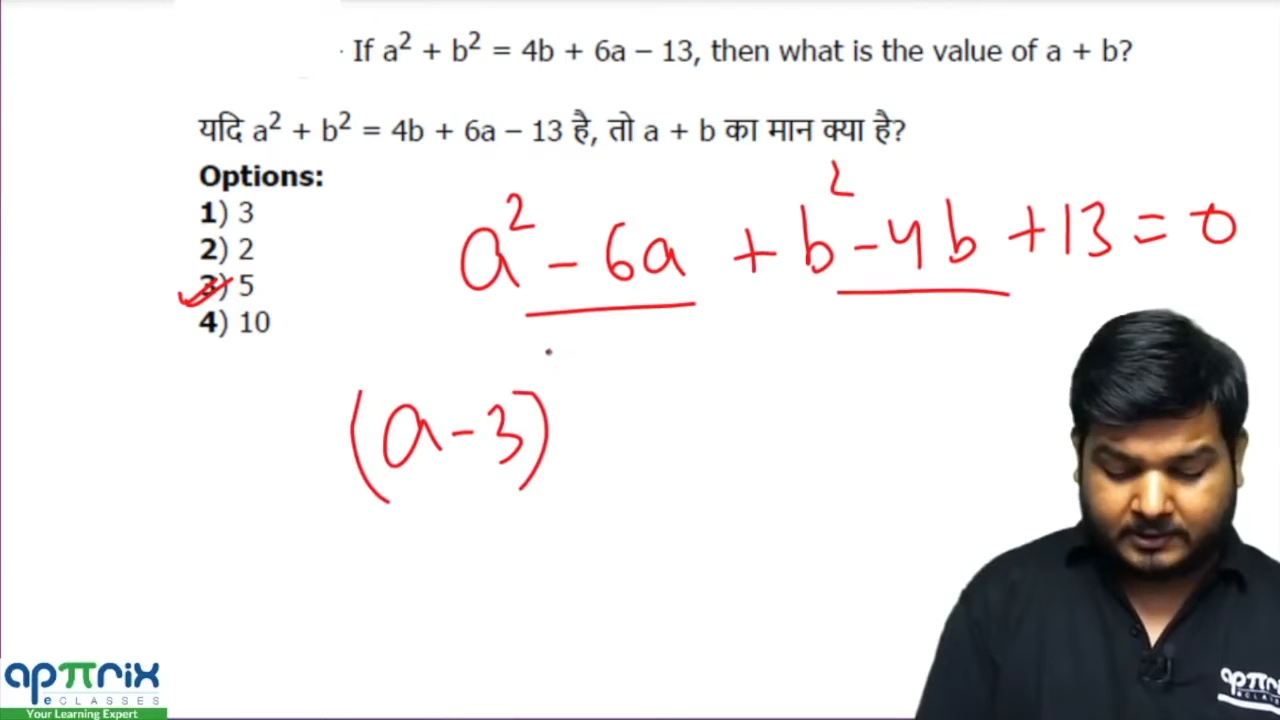 If a² + b² = 4b + 6a – 13, then what is the value of a + b?
यदि a² + b² = 4b + 6a – 13 है, तो a + b का मान क्या है?
Options:
1) 3
2) 2
3) 5
4) 10
a² - 6a + b² - 4b + 13 = 0
(a - 3)
apππrix
eCLASSES
Your Learning Expert
apππrix